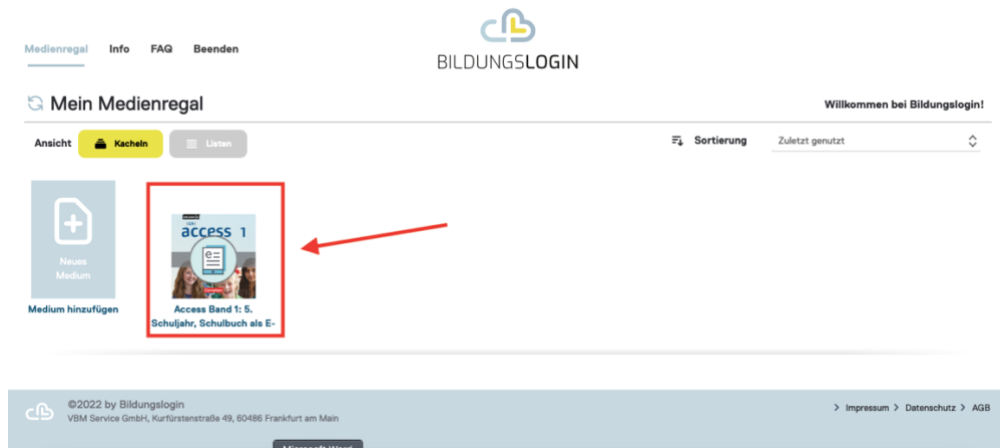 Medienregal Info FAQ Beenden
BILDUNGSLOGIN
Mein Medienregal
Willkommen bei Bildungslogin!
Ansicht Kacheln Listen
Sortierung Zuletzt genutzt
access 1
Neues
Medium
Medium hinzufügen
Access Band 1: 5.
Schuljahr, Schulbuch als E-
©2022 by Bildungslogin
VBM Service GmbH, Kurfürstenstraße 49, 60486 Frankfurt am Main
> Impressum > Datenschutz > AGB